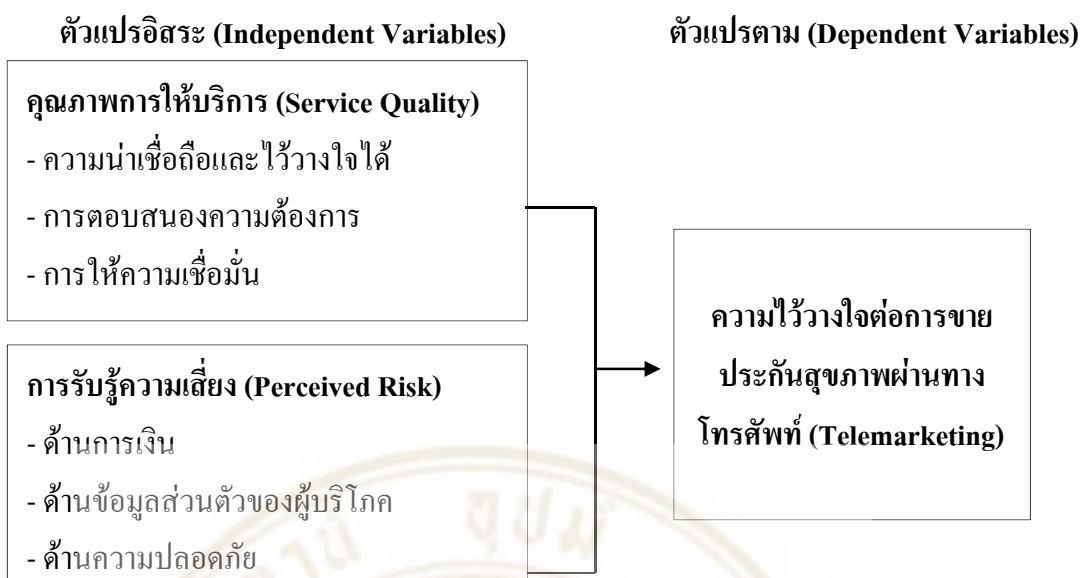 ตัวแปรอิสระ (Independent Variables)
ตัวแปรตาม (Dependent Variables)
คุณภาพการให้บริการ (Service Quality)
- ความน่าเชื่อถือและไว้วางใจได้
- การตอบสนองความต้องการ
- การให้ความเชื่อมั่น
การรับรู้ความเสี่ยง (Perceived Risk)
- ด้านการเงิน
- ด้านข้อมูลส่วนตัวของผู้บริโภค
- ด้านความปลอดภัย
ความไว้วางใจต่อการขาย
ประกันสุขภาพผ่านทาง
โทรศัพท์ (Telemarketing)